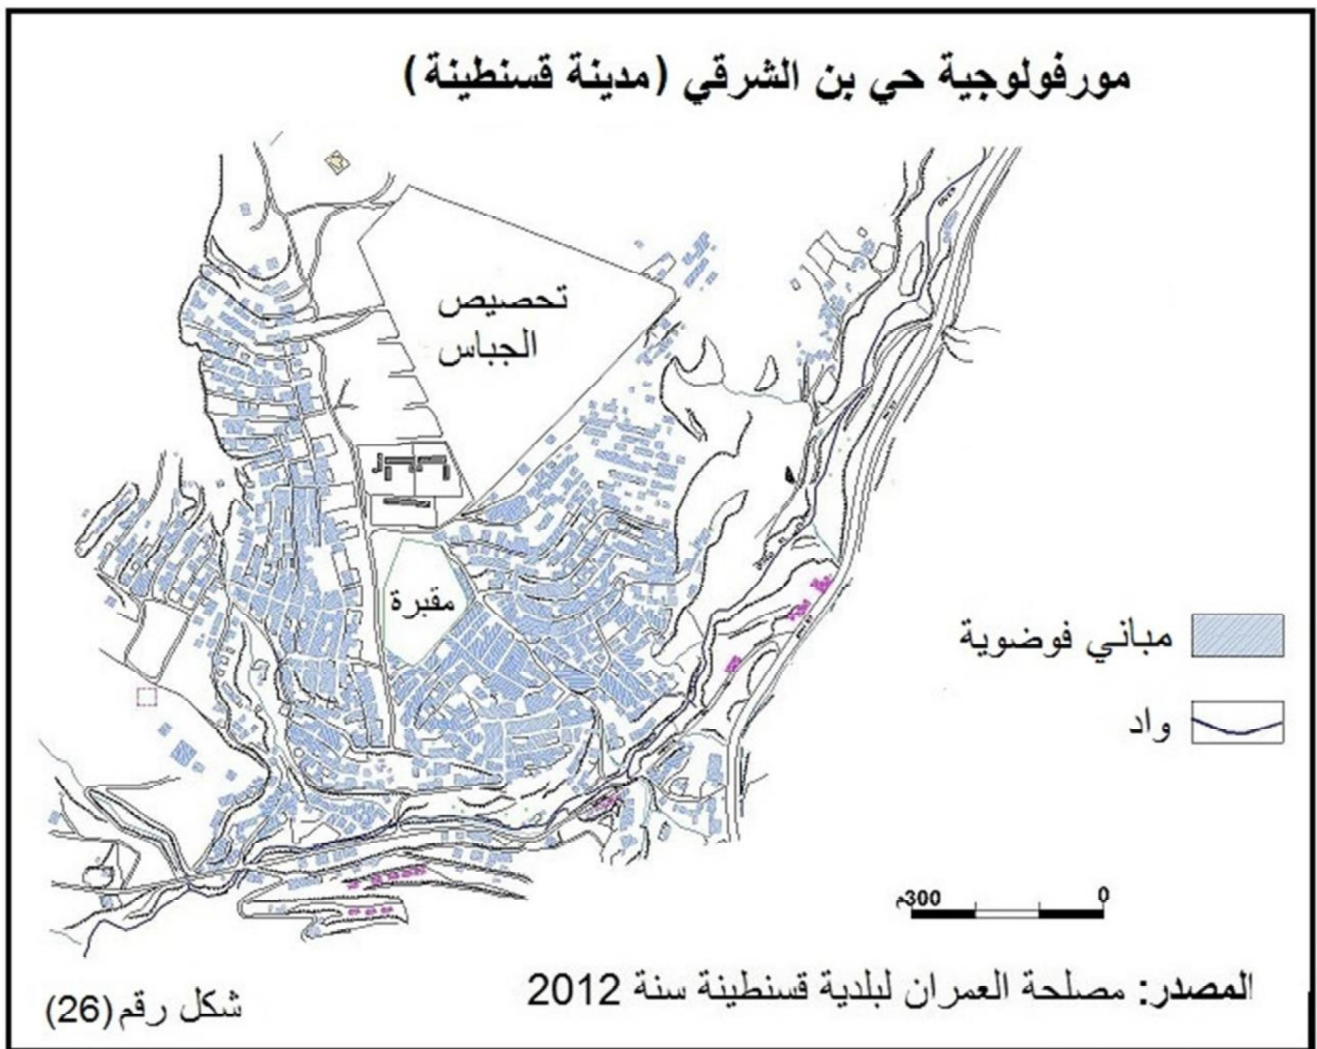 مورفولوجية حي بن الشرقي (مدينة قسنطينة)
تحصيص
الجباس
مقبرة
مباني فوضوية
واد
300م
0
المصدر: مصلحة العمران لبلدية قسنطينة سنة 2012
شكل رقم(26)